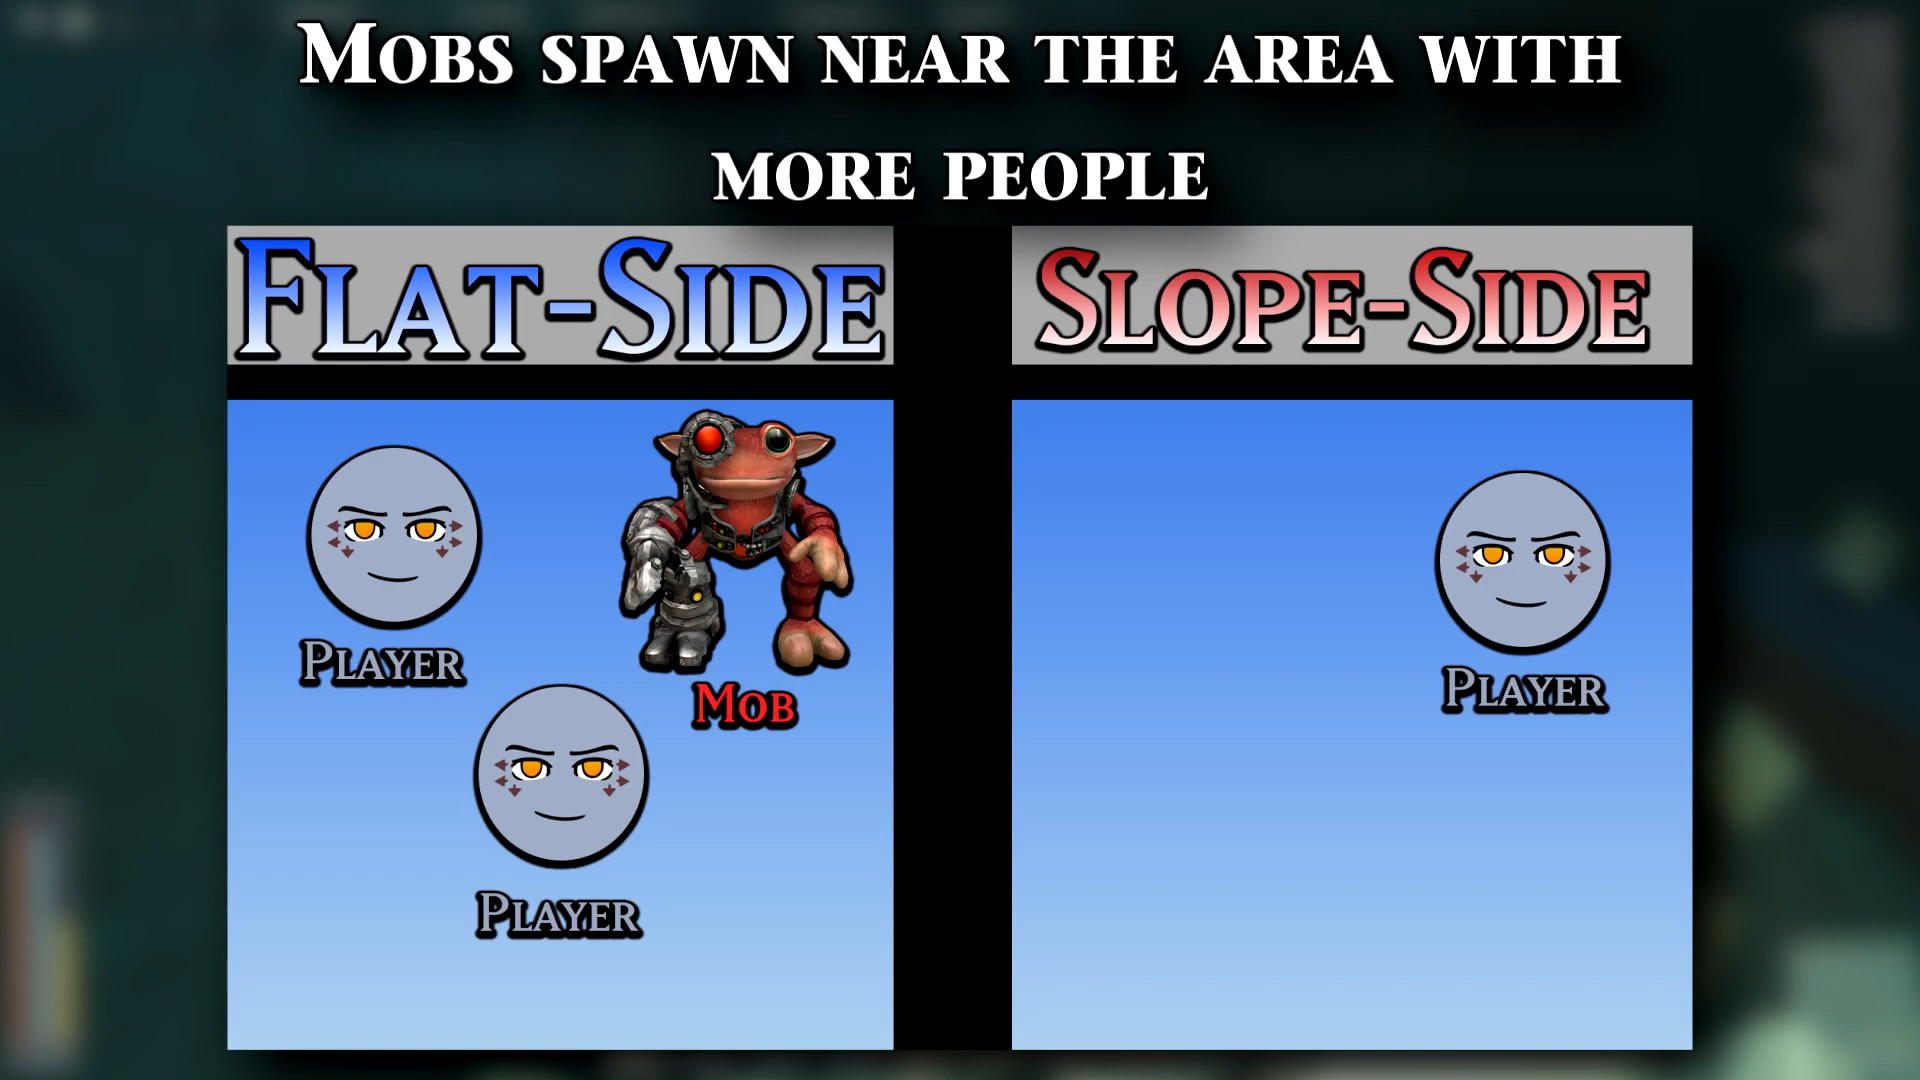 Mobs spawn near the area with
more people
Flat-Side
Slope-Side
Player
Mob
Player
Player